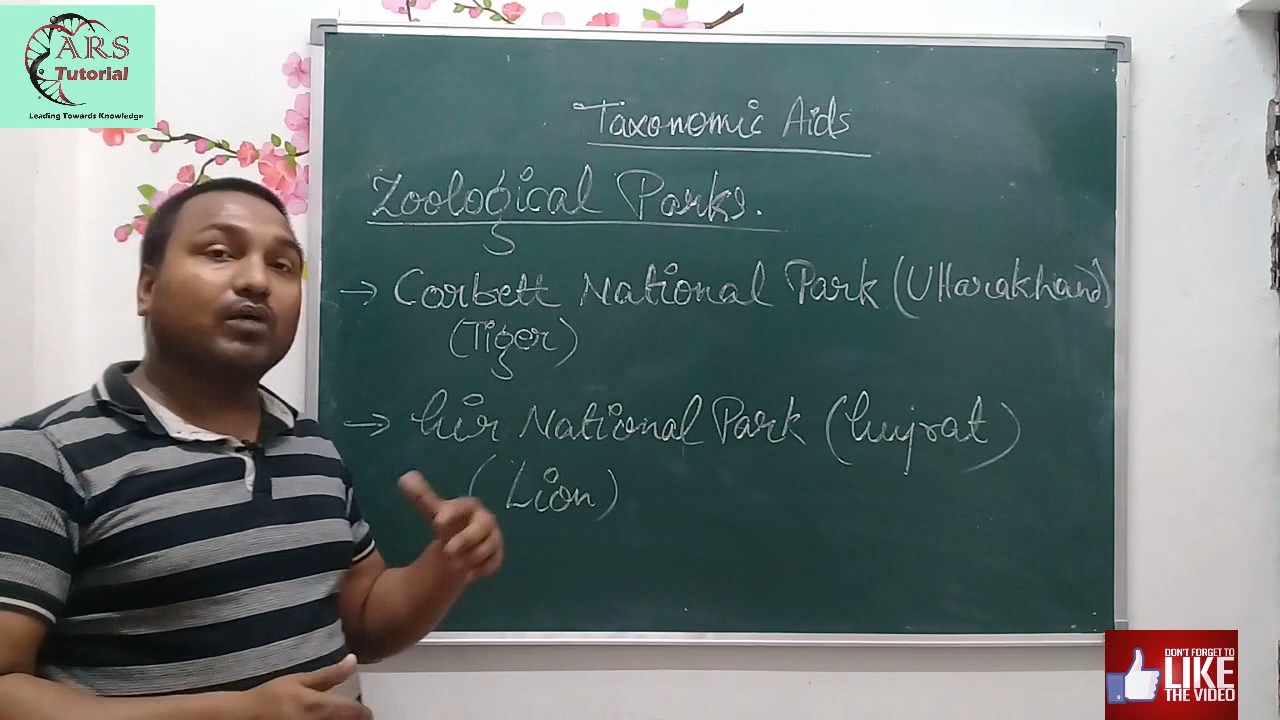 CARS
Tutorial
Leading Towards Knowledge
Taxonomic Aids
Zoological Parks.
→ Corbett National Park (Uttarakhand)
(Tiger)
→ Gir National Park (Gujrat)
(Lion)
DON'T FORGET TO
LIKE
THE VIDEO